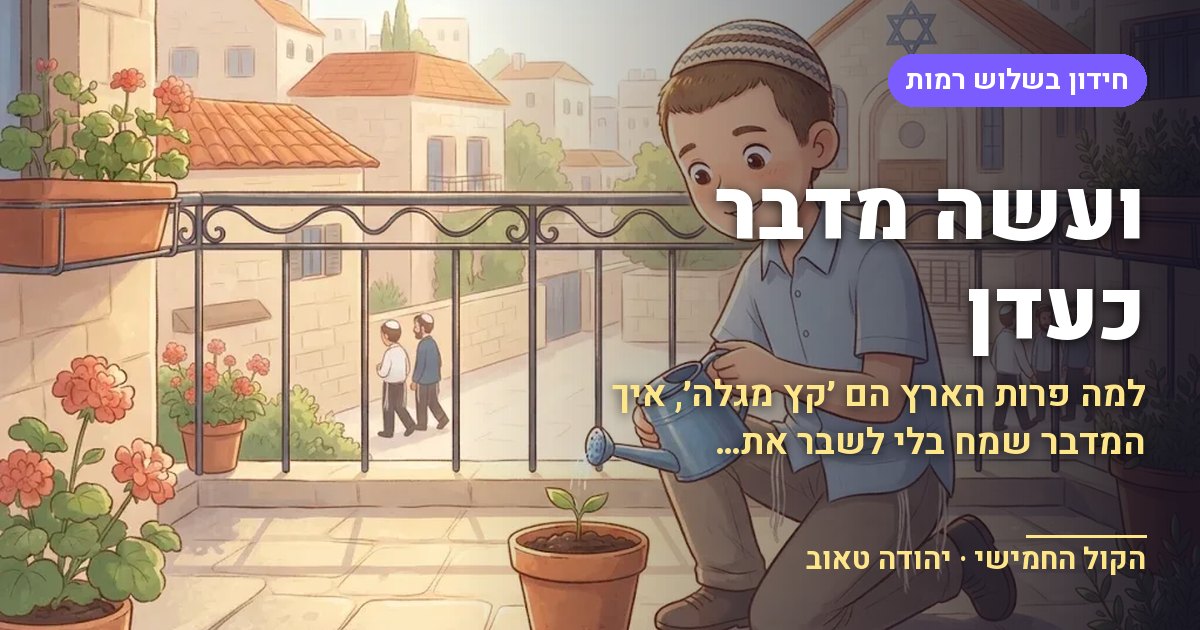 חידון בשלוש רמות
ועשה מדבר
כעדן
למה פרות הארץ הם ׳קץ מגלה׳, איך
המדבר שמח בלי לשבר את...
הקול החמישי · יהודה טאוב